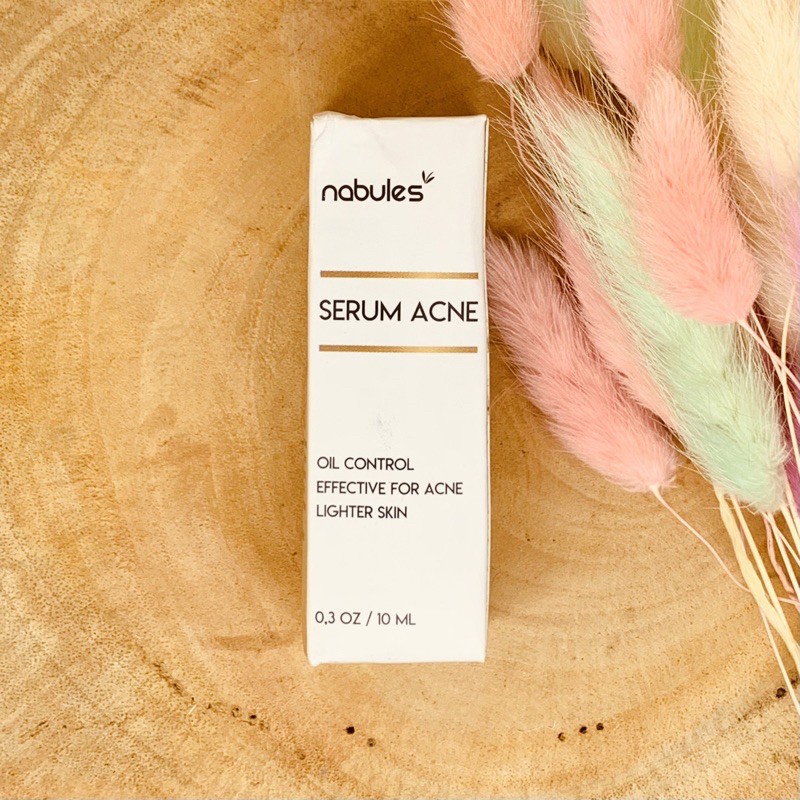 nabules
SERUM ACNE
OIL CONTROL
EFFECTIVE FOR ACNE
LIGHTER SKIN
0,3 OZ / 10 ML